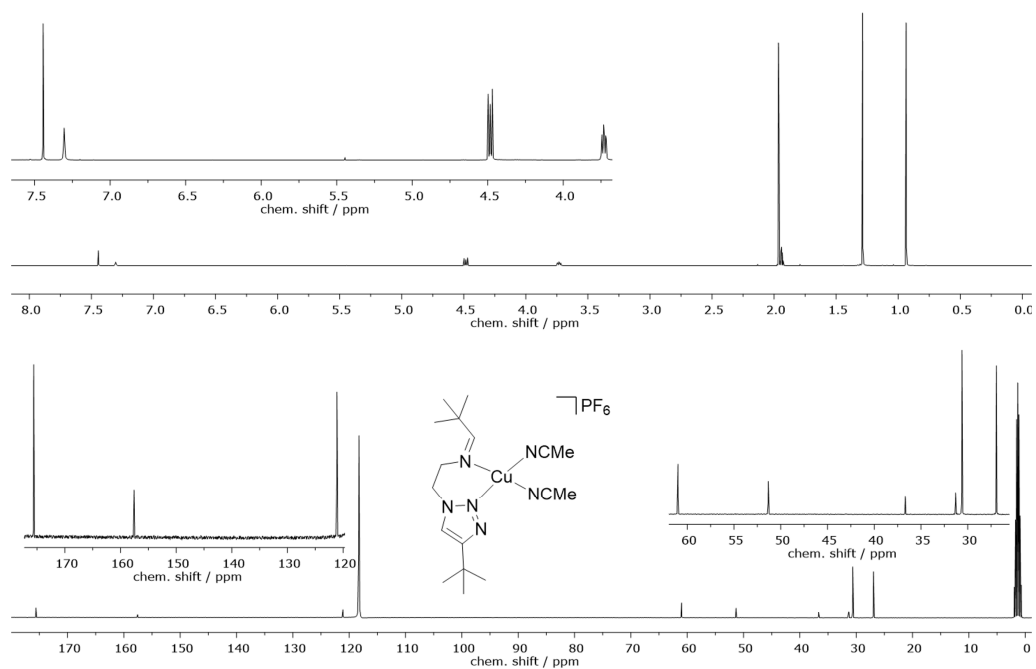 7.5 7.0 6.5 6.0 5.5 5.0 4.5 4.0
chem. shift / ppm
8.0 7.5 7.0 6.5 6.0 5.5 5.0 4.5 4.0 3.5 3.0 2.5 2.0 1.5 1.0 0.5 0.0
chem. shift / ppm
PF6
NCMe
N
Cu
NCMe
N
N
N
170 160 150 140 130 120
chem. shift / ppm
60 55 50 45 40 35 30
chem. shift / ppm
170 160 150 140 130 120 110 100 90 80 70 60 50 40 30 20 10 0
chem. shift / ppm